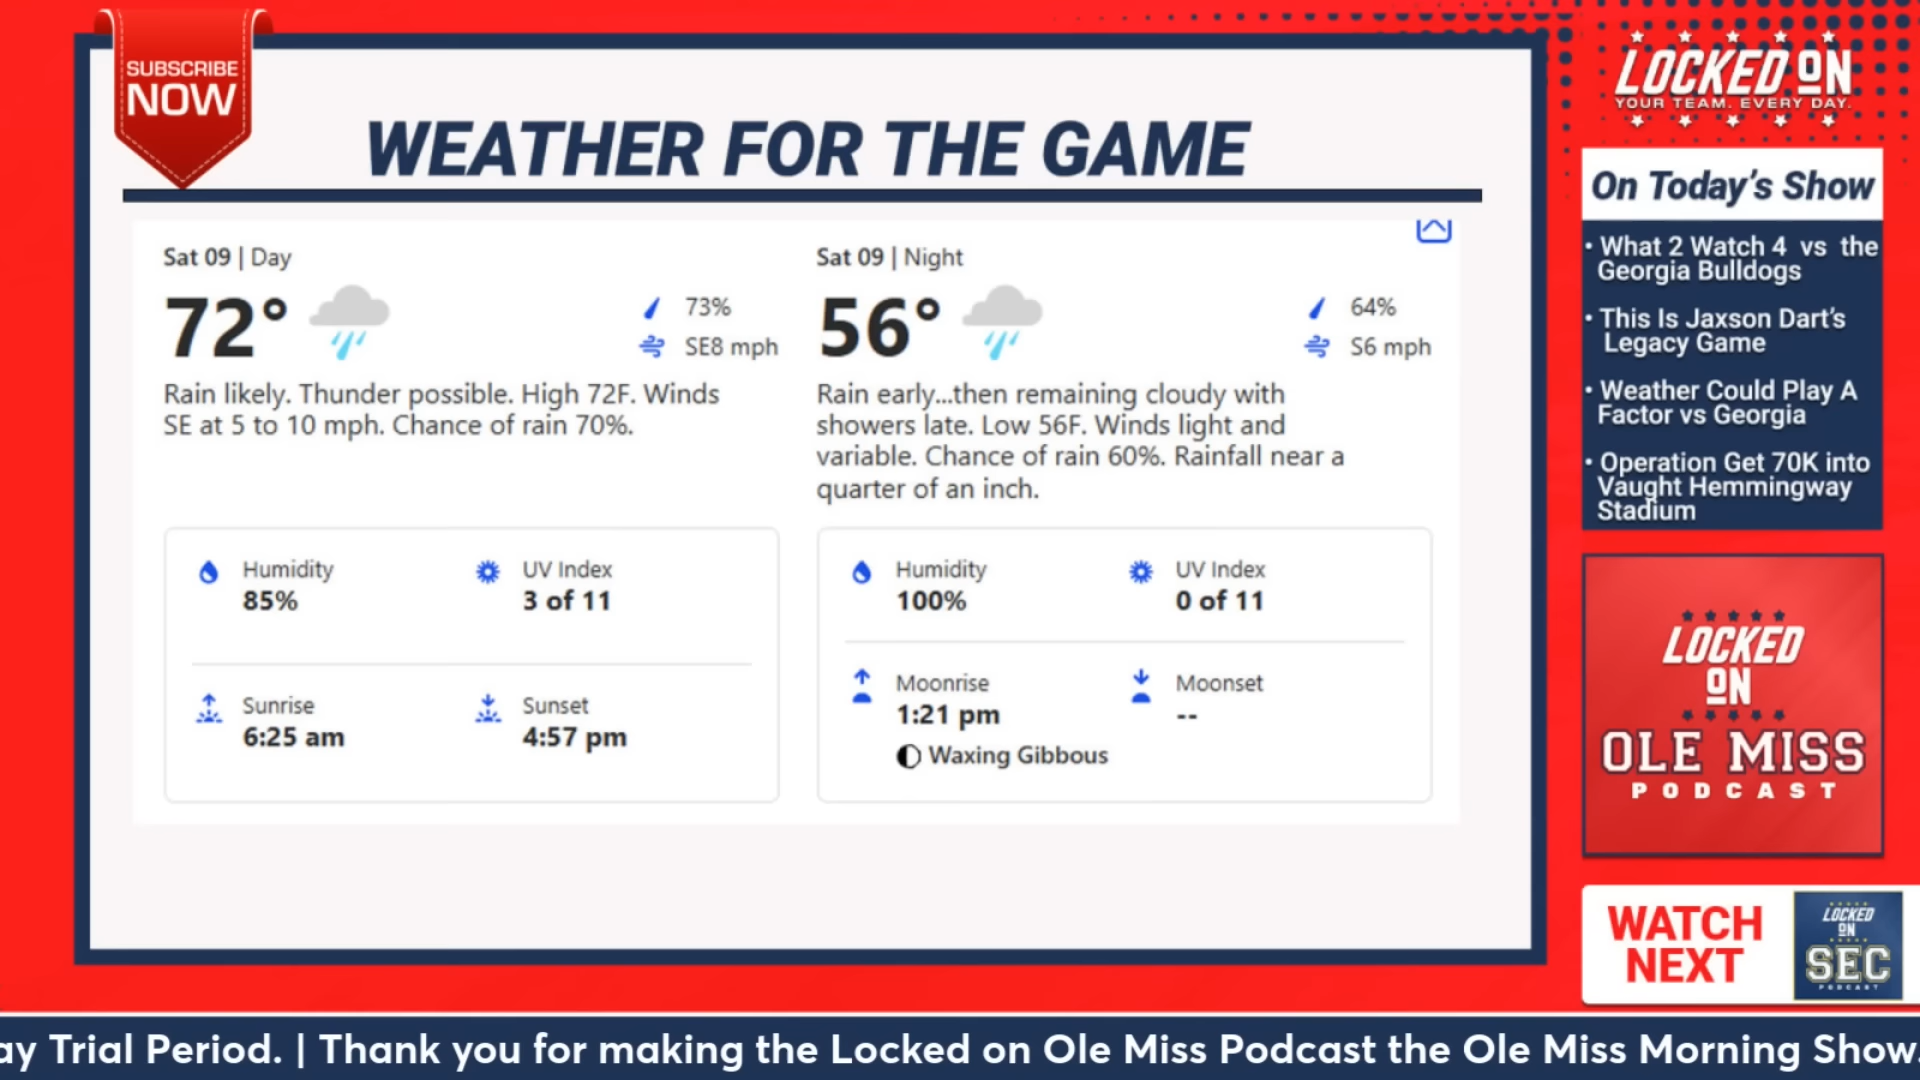 SUBSCRIBE
NOW
WEATHER FOR THE GAME
Sat 09 | Day
72°
73%
SE8 mph
Rain likely. Thunder possible. High 72F. Winds
SE at 5 to 10 mph. Chance of rain 70%.
Humidity
85%
UV Index
3 of 11
Sunrise
6:25 am
Sunset
4:57 pm
Sat 09 | Night
56°
64%
S6 mph
Rain early...then remaining cloudy with
showers late. Low 56F. Winds light and
variable. Chance of rain 60%. Rainfall near a
quarter of an inch.
Humidity
100%
UV Index
0 of 11
Moonrise
1:21 pm
Waxing Gibbous
Moonset
--
LOCKED ON
YOUR TEAM. EVERY DAY.
On Today's Show
• What 2 Watch 4 vs the
Georgia Bulldogs
• This Is Jaxson Dart's
Legacy Game
• Weather Could Play A
Factor vs Georgia
• Operation Get 70K into
Vaught Hemmingway
Stadium
LOCKED
ON
OLE MISS
PODCAST
WATCH
NEXT
LOCKED
ON
SEC
PODCAST
ay Trial Period. | Thank you for making the Locked on Ole Miss Podcast the Ole Miss Morning Show.